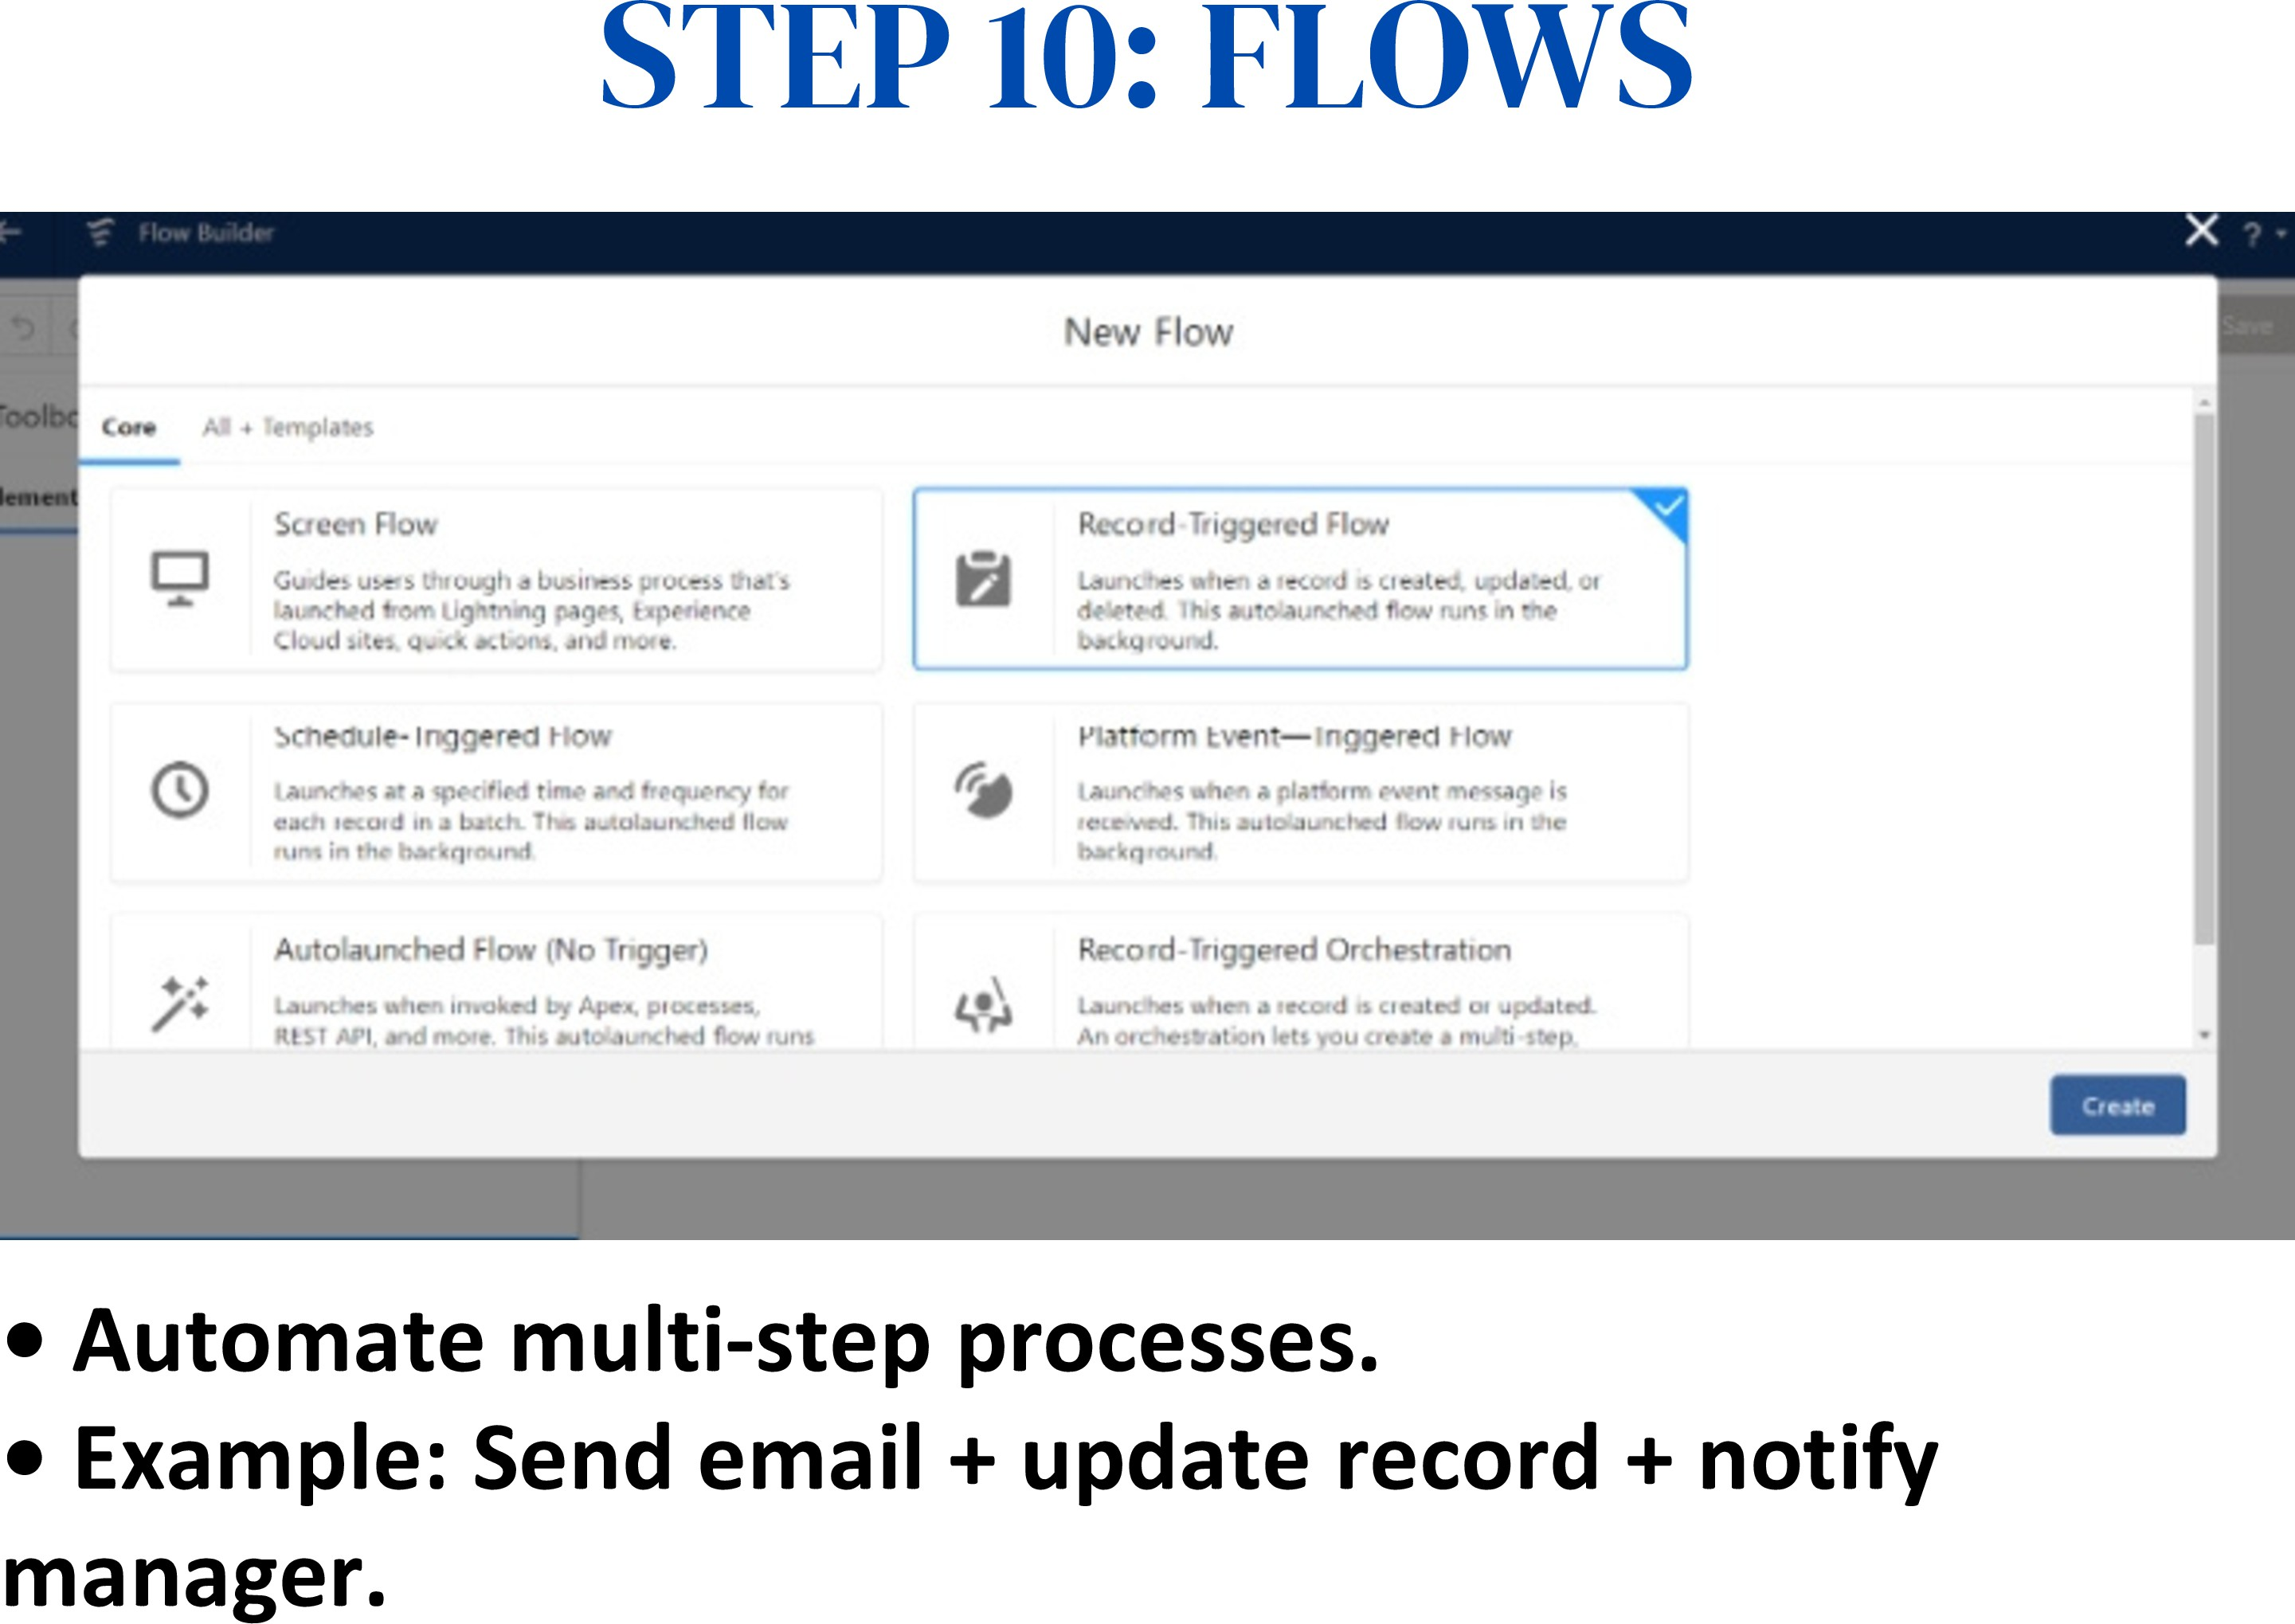 STEP 10: FLOWS
Flow Builder
?
New Flow
Save
Toolbo
Core
All + Templates
lement
Screen Flow
Guides users through a business process that's
launched from Lightning pages, Experience
Cloud sites, quick actions, and more.
Record-Triggered Flow
Launches when a record is created, updated, or
deleted. This autolaunched flow runs in the
background.
Schedule-Triggered Flow
Launches at a specified time and frequency for
each record in a batch. This autolaunched flow
runs in the background.
Platform Event—Triggered Flow
Launches when a platform event message is
received. This autolaunched flow runs in the
background.
Autolaunched Flow (No Trigger)
Launches when invoked by Apex, processes,
REST API, and more. This autolaunched flow runs
Record-Triggered Orchestration
Launches when a record is created or updated.
An orchestration lets you create a multi-step,
Create
• Automate multi-step processes.
• Example: Send email + update record + notify
manager.